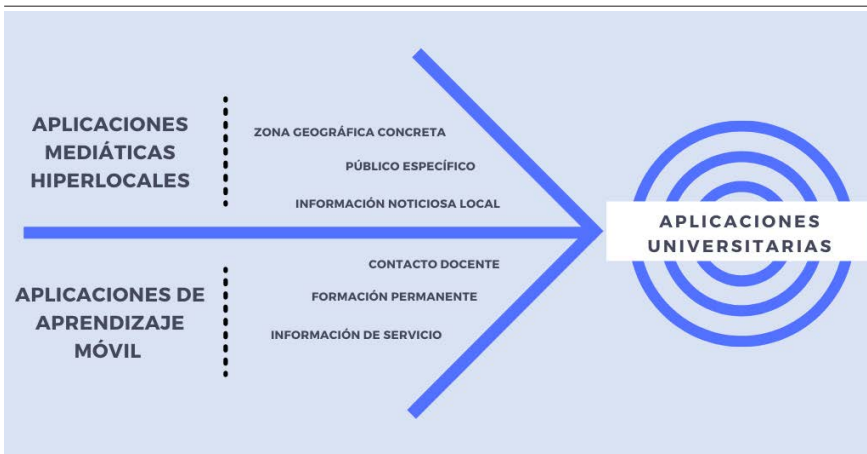 APLICACIONES
MEDIÁTICAS
HIPERLOCALES
ZONA GEOGRÁFICA CONCRETA
PÚBLICO ESPECÍFICO
INFORMACIÓN NOTICIOSA LOCAL
APLICACIONES DE
APRENDIZAJE
MÓVIL
CONTACTO DOCENTE
FORMACIÓN PERMANENTE
INFORMACIÓN DE SERVICIO
APLICACIONES
UNIVERSITARIAS